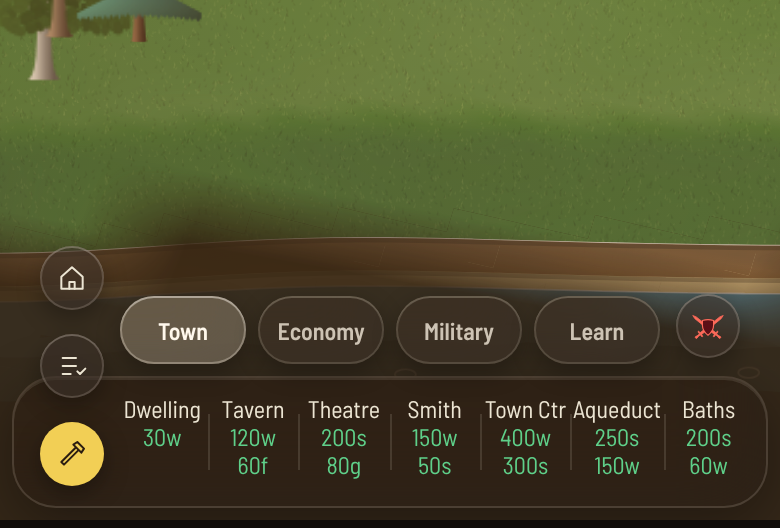 Town Economy Military Learn
Dwelling Tavern Theatre Smith Town Ctr Aqueduct Baths
30w 120w 200s 150w 400w 250s 200s
60f 80g 50s 300s 150w 60w